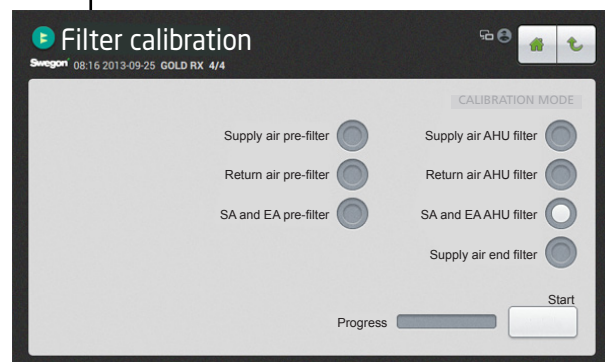 Filter calibration
Swegon 08:16 2013-09-25 GOLD RX 4/4
CALIBRATION MODE
Supply air pre-filter
Supply air AHU filter
Return air pre-filter
Return air AHU filter
SA and EA pre-filter
SA and EA AHU filter
Supply air end filter
Start
Progress